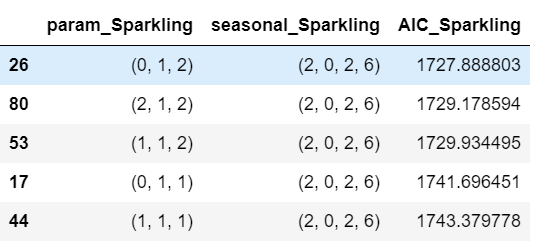 param_Sparkling seasonal_Sparkling AIC_Sparkling
26 (0, 1, 2) (2, 0, 2, 6) 1727.888803
80 (2, 1, 2) (2, 0, 2, 6) 1729.178594
53 (1, 1, 2) (2, 0, 2, 6) 1729.934495
17 (0, 1, 1) (2, 0, 2, 6) 1741.696451
44 (1, 1, 1) (2, 0, 2, 6) 1743.379778